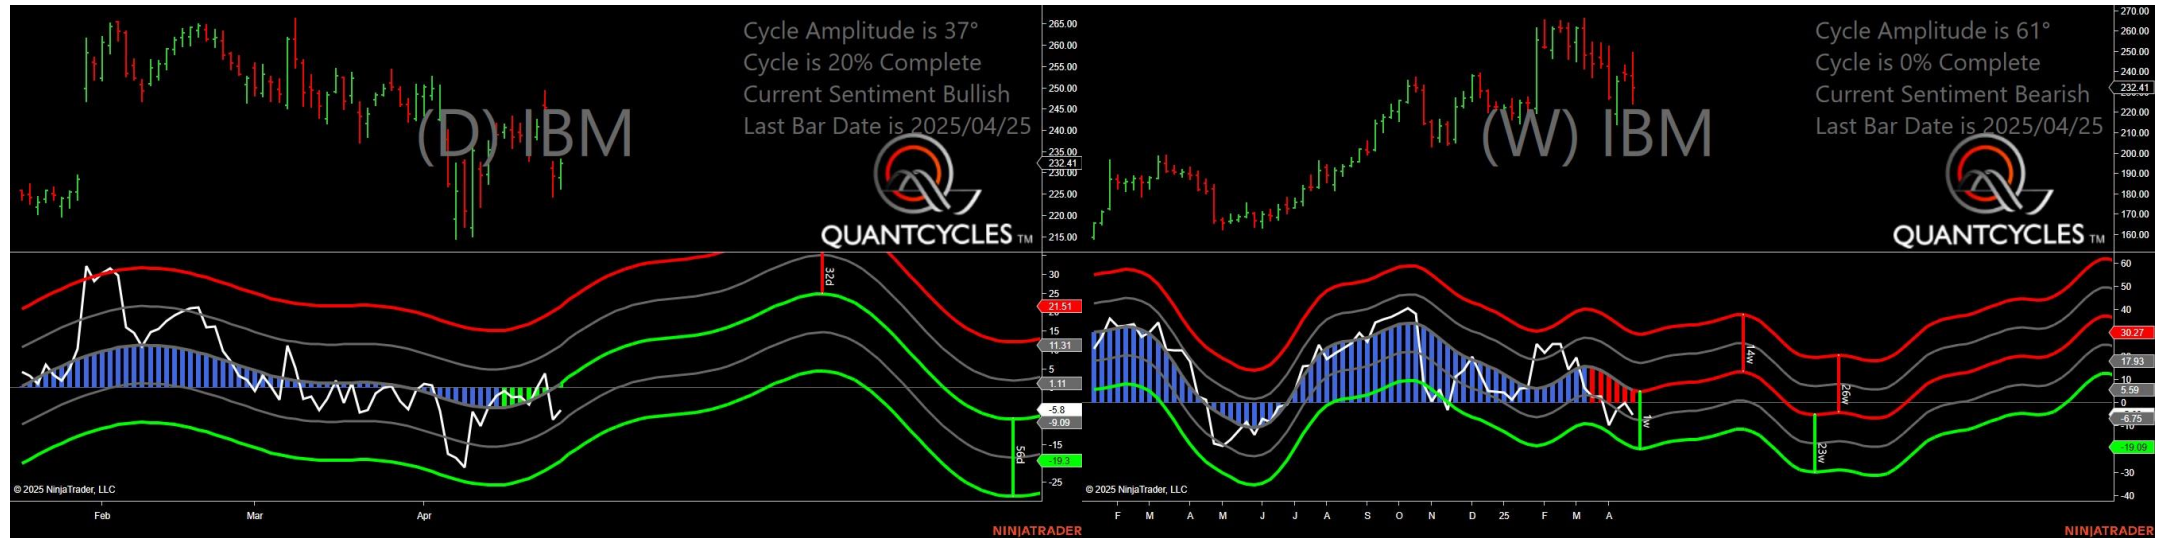 Cycle Amplitude is 37°
Cycle is 20% Complete
Current Sentiment Bullish
Last Bar Date is 2025/04/25
(D) IBM
QUANTCYCLES TM
265.00
260.00
255.00
250.00
245.00
240.00
235.00
232.41
230.00
225.00
220.00
215.00
32d
56d
30
25
21.51
15
11.31
5
1.11
-5.8
-9.09
-15
-19.3
-25
© 2025 NinjaTrader, LLC
Feb Mar Apr
NINJATRADER
Cycle Amplitude is 61°
Cycle is 0% Complete
Current Sentiment Bearish
Last Bar Date is 2025/04/25
(W) IBM
QUANTCYCLES TM
270.00
260.00
250.00
240.00
232.41
220.00
210.00
200.00
190.00
180.00
170.00
160.00
14w
26w
1w
23w
60
50
40
30.27
17.93
10
5.59
0
-6.75
-19.09
-30
-40
© 2025 NinjaTrader, LLC
F M A M J J A S O N D 25 F M A
NINJATRADER